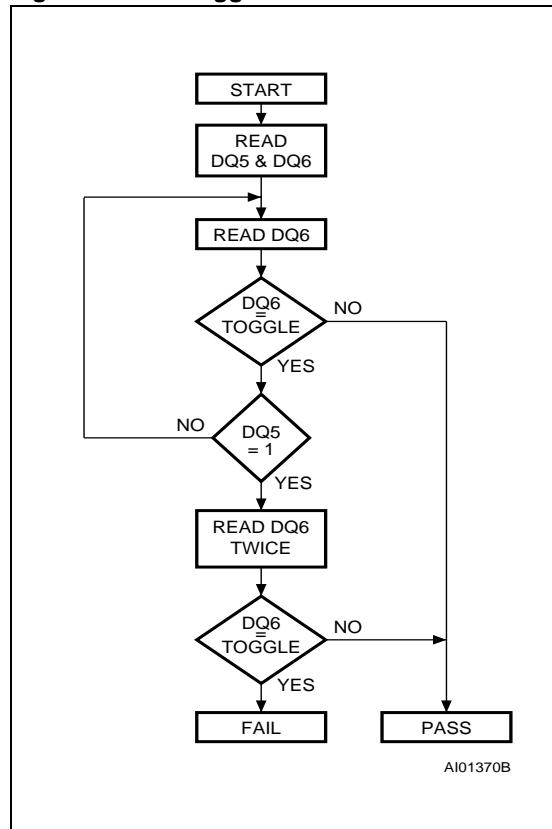 START
READ
DQ5 & DQ6
READ DQ6
DQ6
=
TOGGLE
NO
YES
NO
DQ5
= 1
YES
READ DQ6
TWICE
DQ6
=
TOGGLE
NO
YES
FAIL
PASS
AI01370B